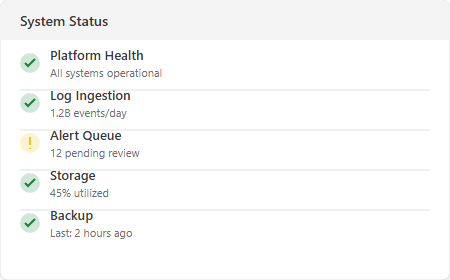 System Status
Platform Health
All systems operational
Log Ingestion
1.2B events/day
Alert Queue
12 pending review
Storage
45% utilized
Backup
Last: 2 hours ago